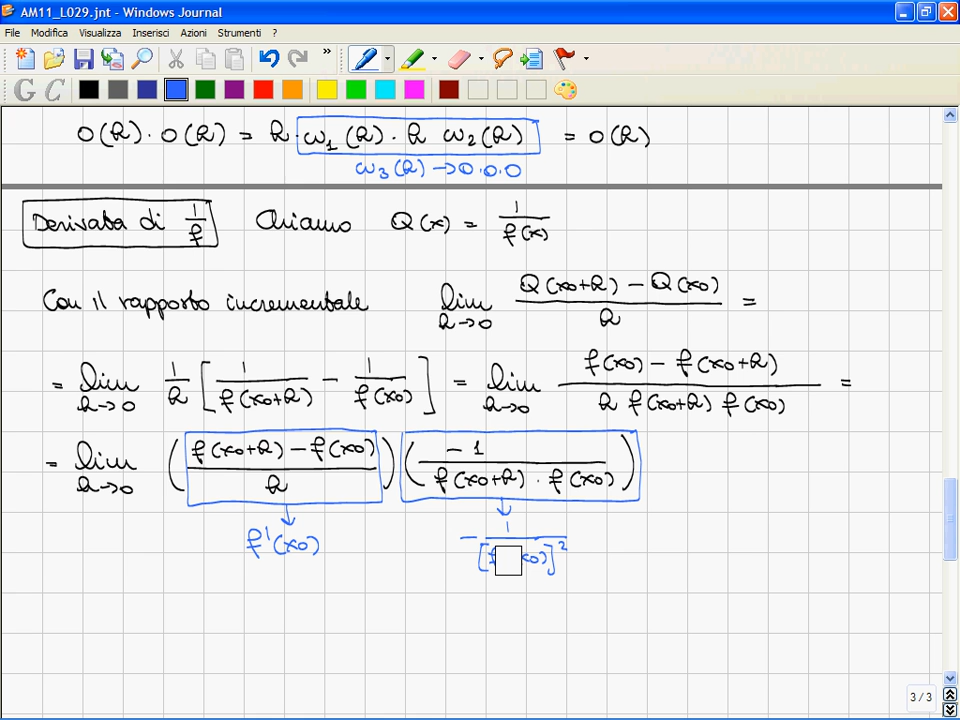 AM11_L029.jnt - Windows Journal
File Modifica Visualizza Inserisci Azioni Strumenti ?
»
G C
o(h) · o(h) = h · ω1(h) · h ω2(h) = o(h)
ω3(h) → 0·0·0
Derivata di 1/f Chiamo Q(x) = 1/f(x)
Con il rapporto incrementale lim h→0 (Q(x0+h) − Q(x0))/h =
= lim h→0 1/h [1/f(x0+h) − 1/f(x0)] = lim h→0 (f(x0) − f(x0+h))/(h f(x0+h) f(x0)) =
= lim h→0 ((f(x0+h) − f(x0))/h) (−1/(f(x0+h) · f(x0)))
f'(x0) − 1/[f(x0)]²
3 / 3